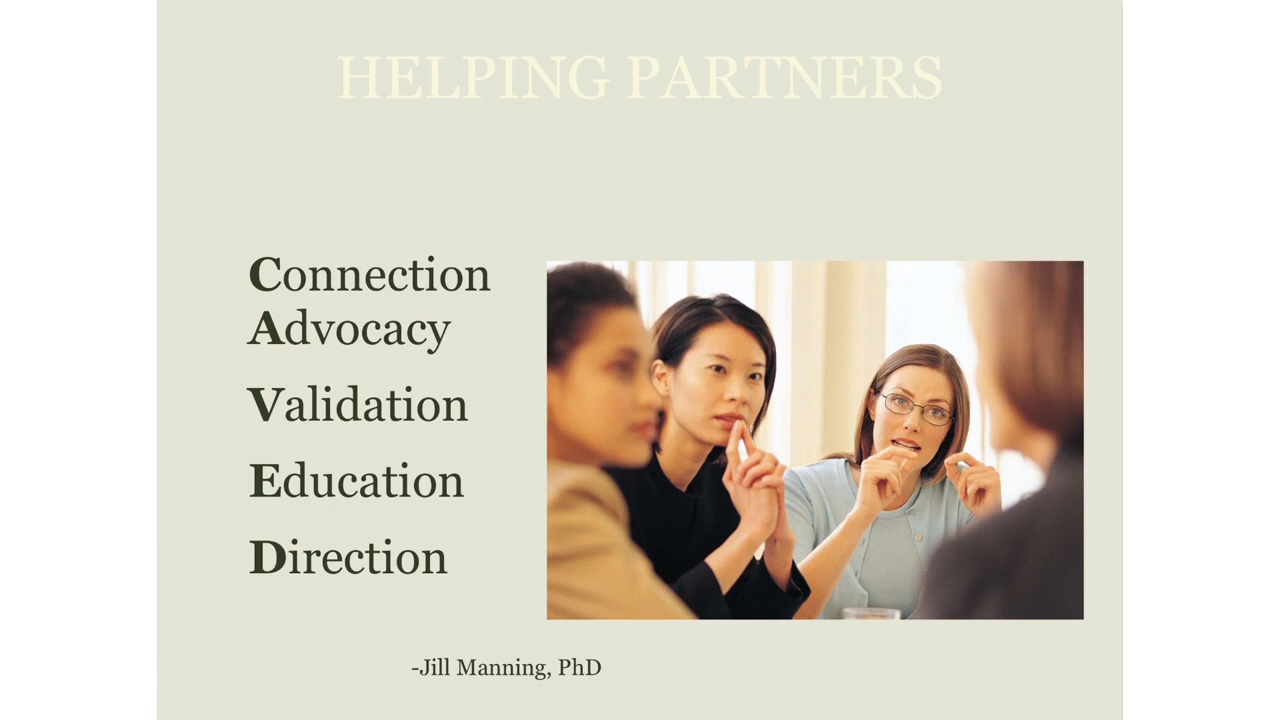 HELPING PARTNERS
Connection
Advocacy
Validation
Education
Direction
-Jill Manning, PhD